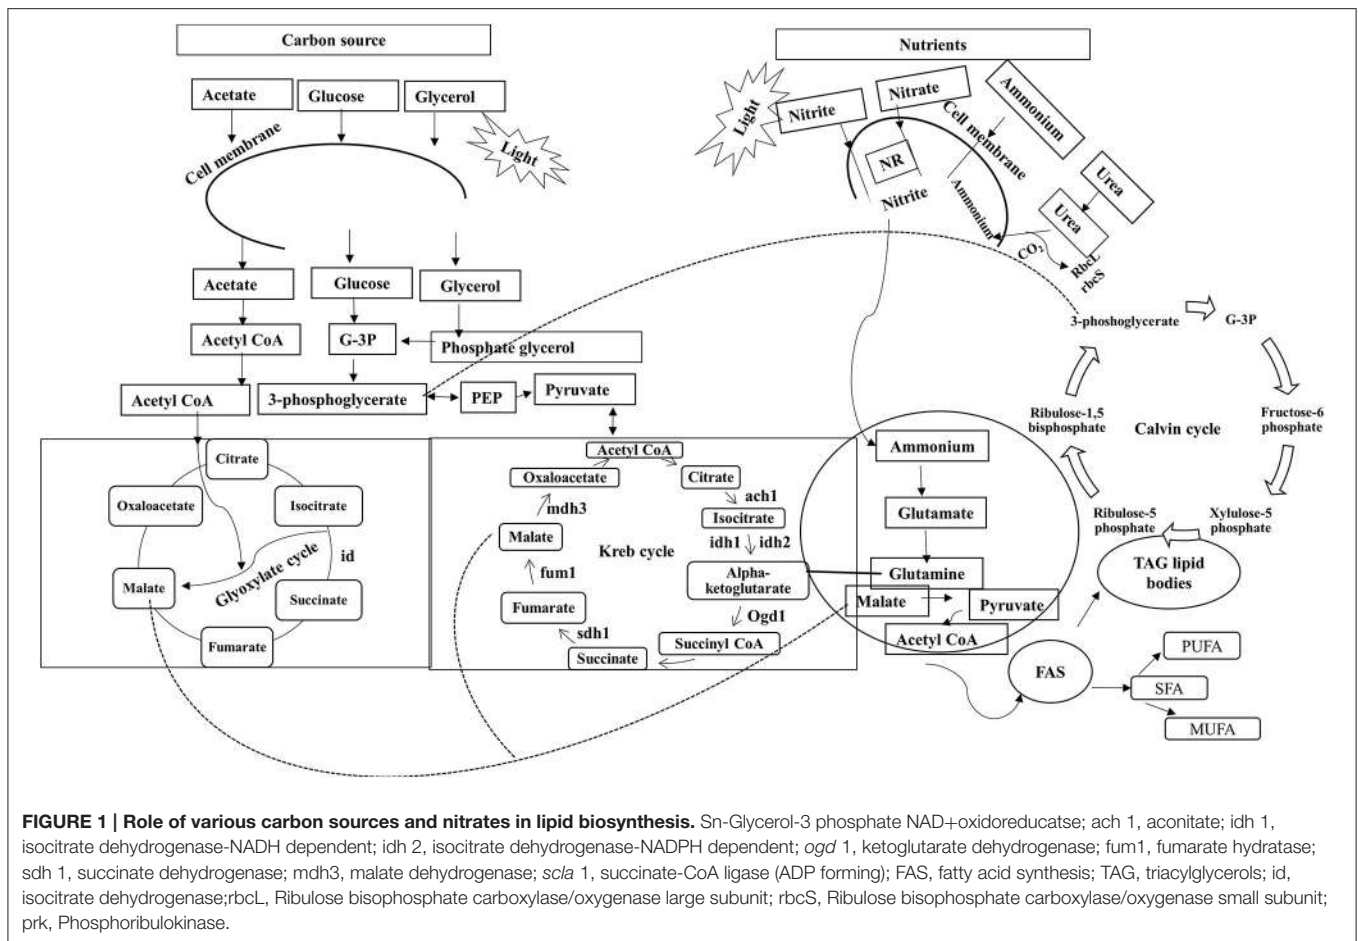 Carbon source
Nutrients
Acetate
Glucose
Glycerol
Light
Cell membrane
Light
Nitrite
Nitrate
Ammonium
Cell membrane
NR
Nitrite
Ammonium
Urea
Urea
CO2
RbcL
rbcS
Acetate
Glucose
Glycerol
Acetyl CoA
G-3P
Phosphate glycerol
Acetyl CoA
3-phosphoglycerate
PEP
Pyruvate
3-phoshoglycerate
G-3P
Fructose-6
phosphate
Xylulose-5
phosphate
Ribulose-5
phosphate
Ribulose-1,5
bisphosphate
Calvin cycle
Citrate
Isocitrate
id
Succinate
Fumarate
Malate
Oxaloacetate
Glyoxylate cycle
Acetyl CoA
Citrate
ach1
Isocitrate
idh1
idh2
Alpha-
ketoglutarate
Ogd1
Succinyl CoA
Succinate
sdh1
Fumarate
fum1
Malate
mdh3
Oxaloacetate
Kreb cycle
Ammonium
Glutamate
Glutamine
Malate
Pyruvate
Acetyl CoA
TAG lipid
bodies
FAS
PUFA
SFA
MUFA
FIGURE 1 | Role of various carbon sources and nitrates in lipid biosynthesis. Sn-Glycerol-3 phosphate NAD+oxidoreducatse; ach 1, aconitate; idh 1,
isocitrate dehydrogenase-NADH dependent; idh 2, isocitrate dehydrogenase-NADPH dependent; ogd 1, ketoglutarate dehydrogenase; fum1, fumarate hydratase;
sdh 1, succinate dehydrogenase; mdh3, malate dehydrogenase; scla 1, succinate-CoA ligase (ADP forming); FAS, fatty acid synthesis; TAG, triacylglycerols; id,
isocitrate dehydrogenase;rbcL, Ribulose bisophosphate carboxylase/oxygenase large subunit; rbcS, Ribulose bisophosphate carboxylase/oxygenase small subunit;
prk, Phosphoribulokinase.